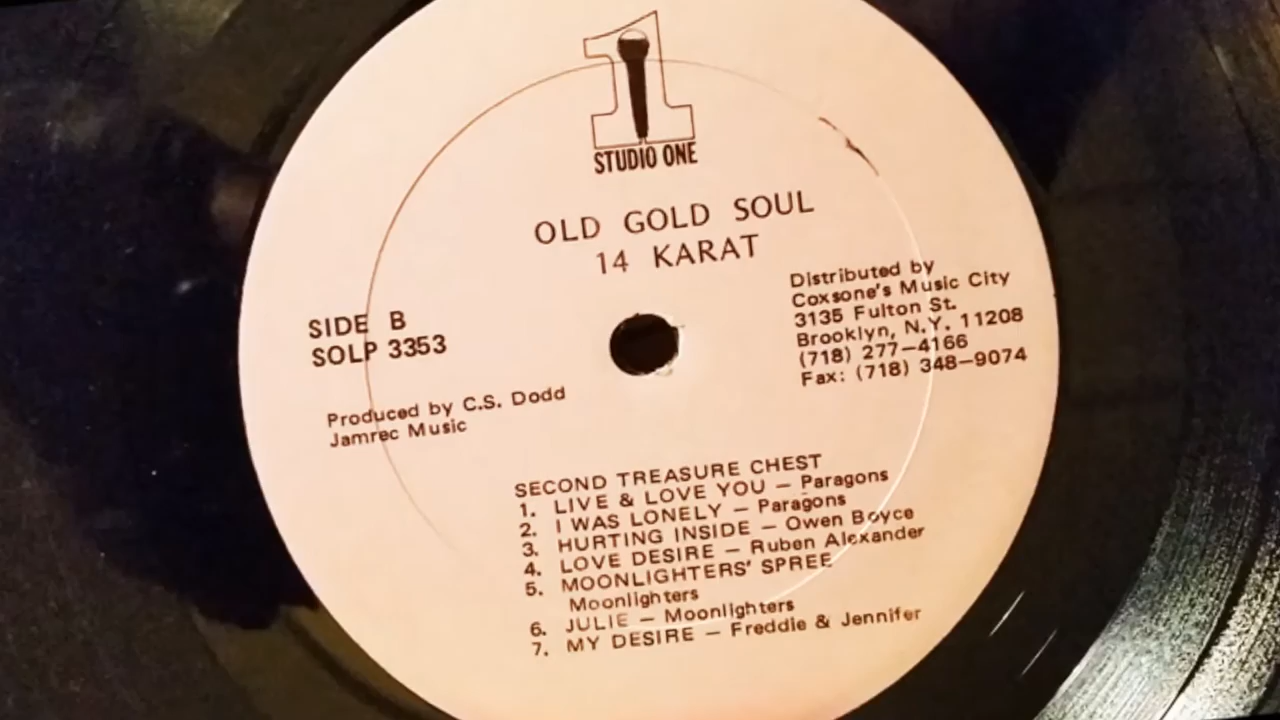 1
STUDIO ONE
OLD GOLD SOUL
14 KARAT
SIDE B
SOLP 3353
Distributed by
Coxsone's Music City
3135 Fulton St.
Brooklyn, N.Y. 11208
(718) 277-4166
Fax: (718) 348-9074
Produced by C.S. Dodd
Jamrec Music
SECOND TREASURE CHEST
1. LIVE & LOVE YOU — Paragons
2. I WAS LONELY — Paragons
3. HURTING INSIDE — Owen Boyce
4. LOVE DESIRE — Ruben Alexander
5. MOONLIGHTERS' SPREE
Moonlighters
6. JULIE — Moonlighters
7. MY DESIRE — Freddie & Jennifer